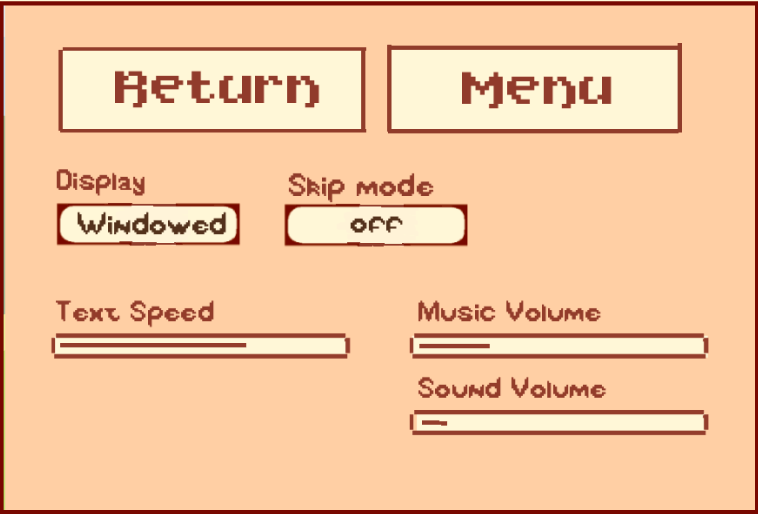 Return Menu
Display Skip mode
Windowed off
Text Speed Music Volume
Sound Volume